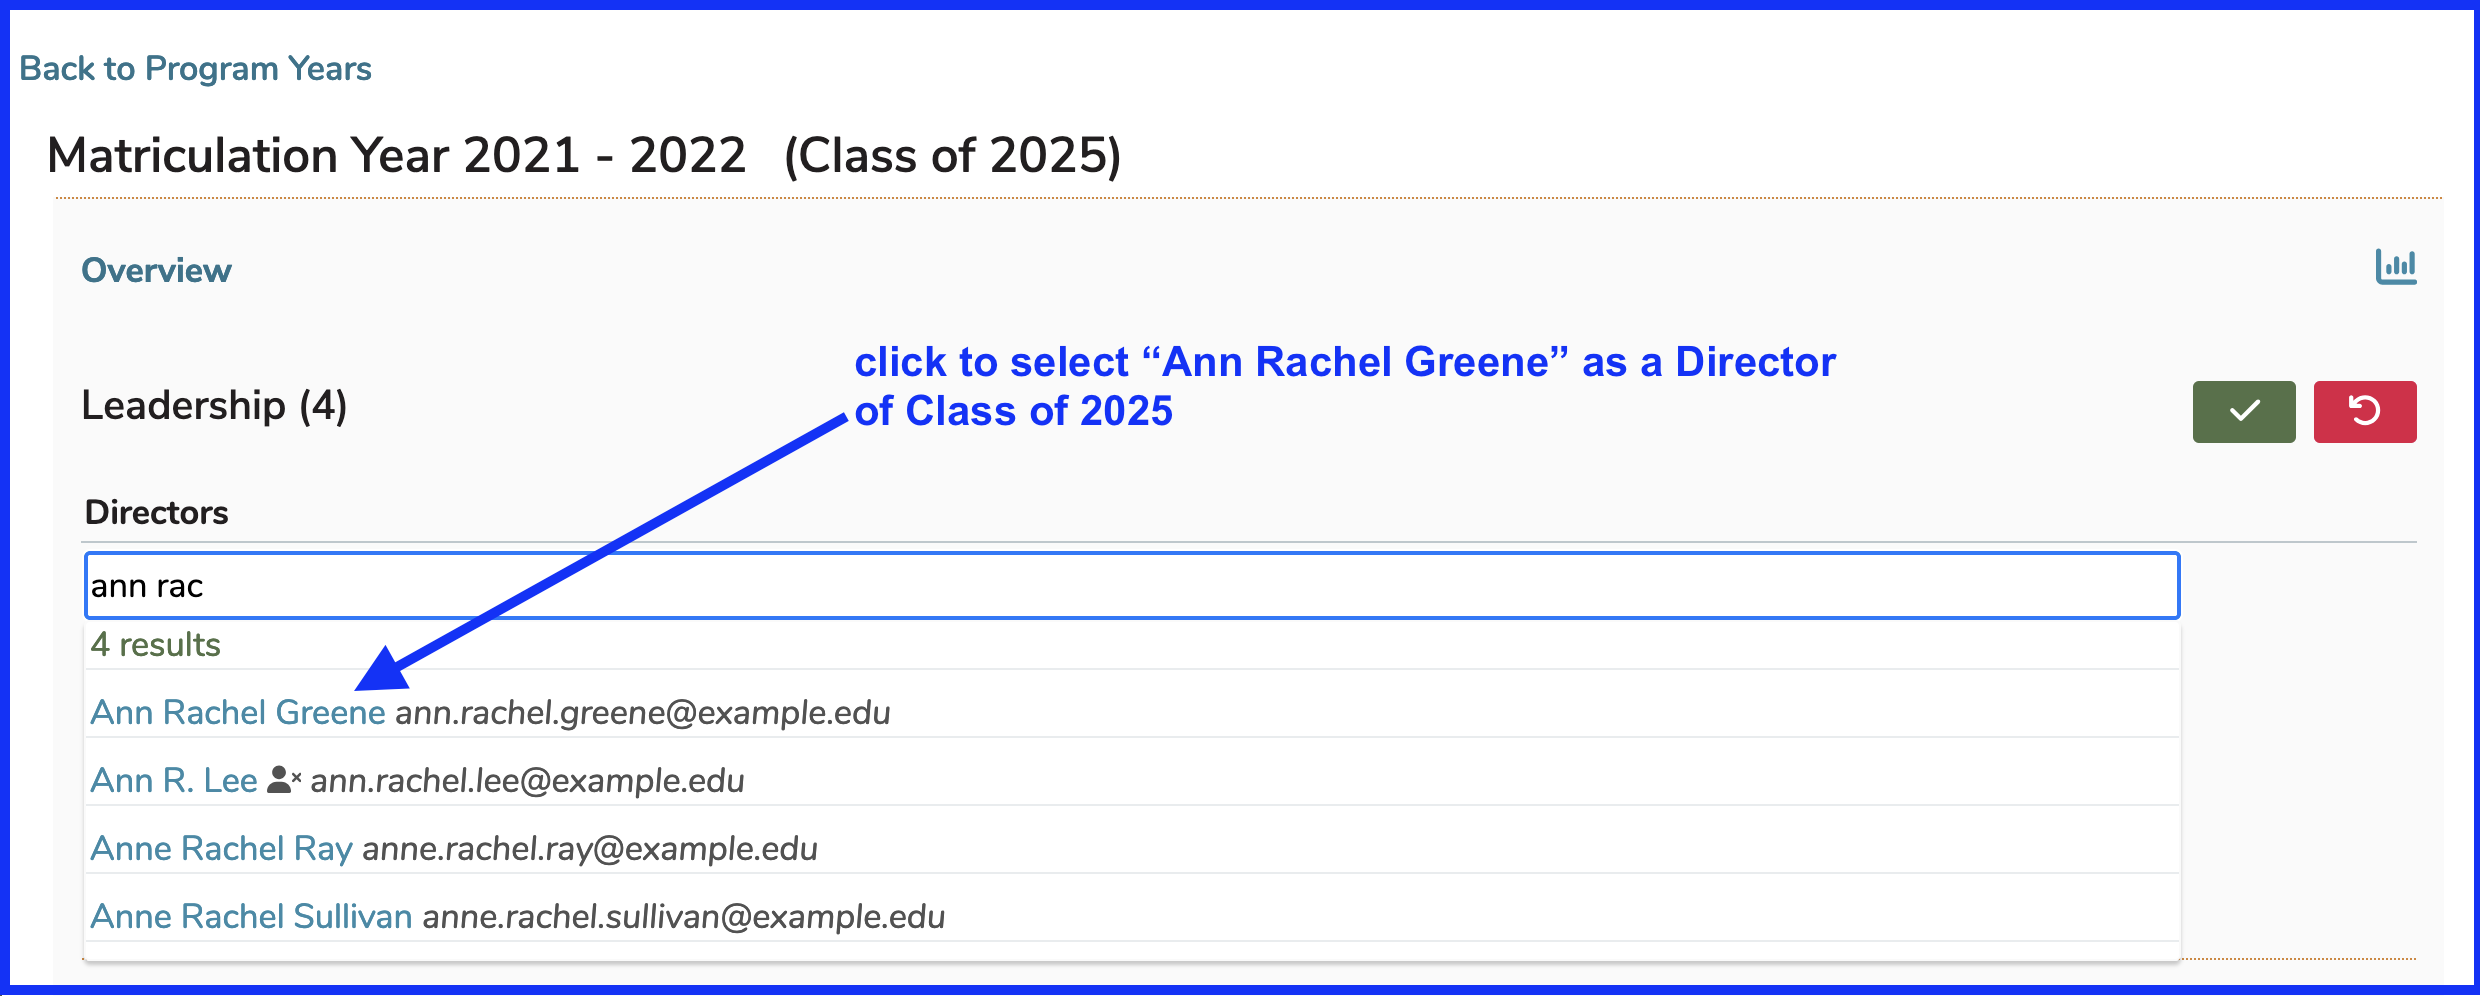 Back to Program Years
Matriculation Year 2021 - 2022 (Class of 2025)
Overview
click to select “Ann Rachel Greene” as a Director
of Class of 2025
Leadership (4)
Directors
ann rac
4 results
Ann Rachel Greene ann.rachel.greene@example.edu
Ann R. Lee ann.rachel.lee@example.edu
Anne Rachel Ray anne.rachel.ray@example.edu
Anne Rachel Sullivan anne.rachel.sullivan@example.edu